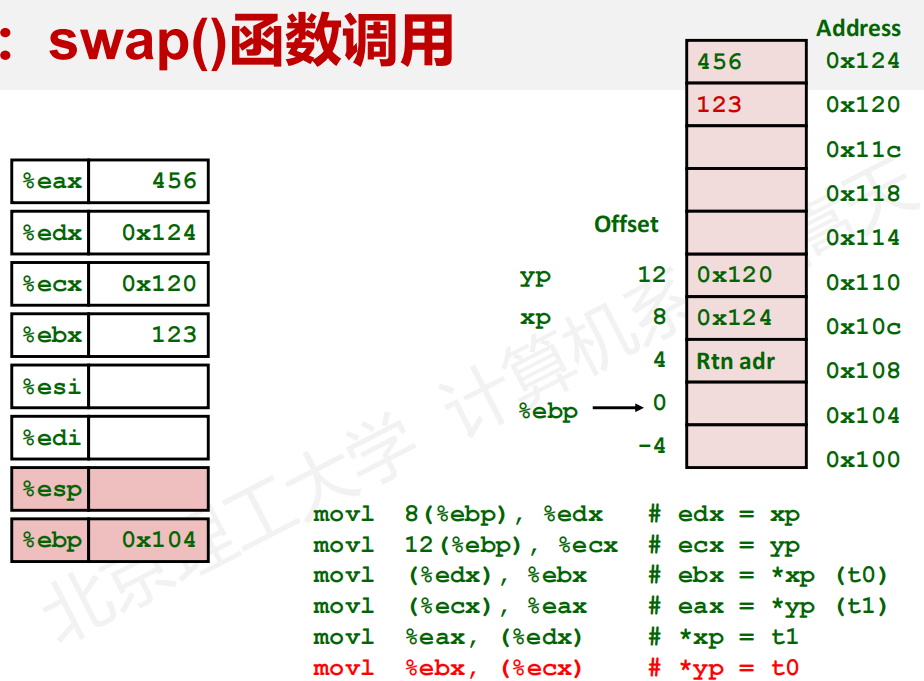 ：swap()函数调用
Address
456 0x124
123 0x120
0x11c
0x118
0x114
Offset
yp 12 0x120 0x110
xp 8 0x124 0x10c
4 Rtn adr 0x108
%ebp 0 0x104
-4 0x100
%eax 456
%edx 0x124
%ecx 0x120
%ebx 123
%esi
%edi
%esp
%ebp 0x104
movl 8(%ebp), %edx # edx = xp
movl 12(%ebp), %ecx # ecx = yp
movl (%edx), %ebx # ebx = *xp (t0)
movl (%ecx), %eax # eax = *yp (t1)
movl %eax, (%edx) # *xp = t1
movl %ebx, (%ecx) # *yp = t0
北京理工大学 计算机系 嵩天